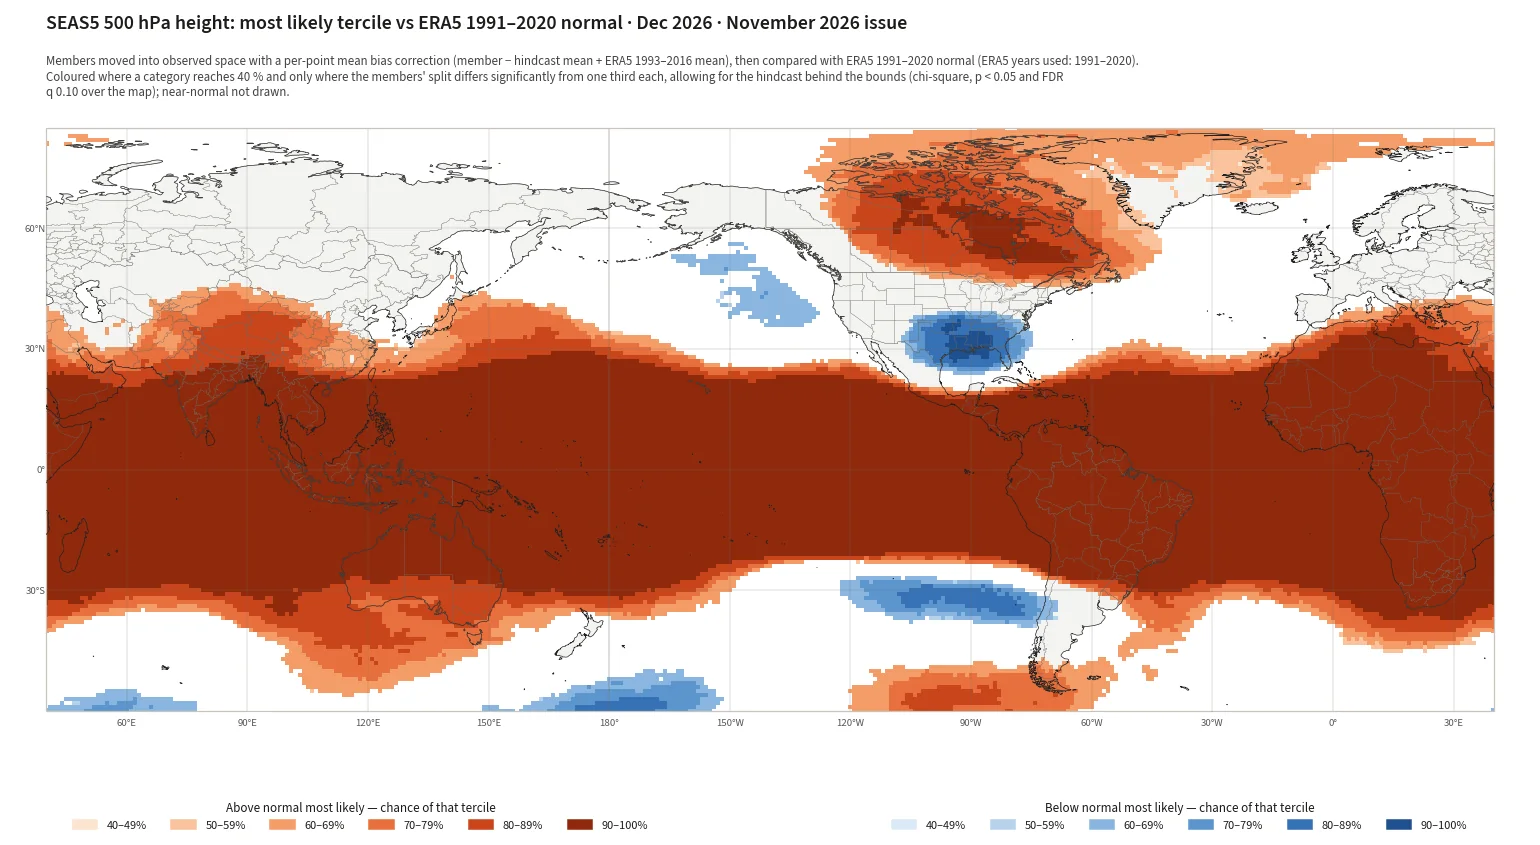 SEAS5 500 hPa height: most likely tercile vs ERA5 1991–2020 normal · Dec 2026 · November 2026 issue
Members moved into observed space with a per-point mean bias correction (member − hindcast mean + ERA5 1993–2016 mean), then compared with ERA5 1991–2020 normal (ERA5 years used: 1991–2020).
Coloured where a category reaches 40 % and only where the members' split differs significantly from one third each, allowing for the hindcast behind the bounds (chi-square, p < 0.05 and FDR
q 0.10 over the map); near-normal not drawn.
60°N
30°N
0°
30°S
60°E 90°E 120°E 150°E 180° 150°W 120°W 90°W 60°W 30°W 0° 30°E
Above normal most likely — chance of that tercile
40–49% 50–59% 60–69% 70–79% 80–89% 90–100%
Below normal most likely — chance of that tercile
40–49% 50–59% 60–69% 70–79% 80–89% 90–100%